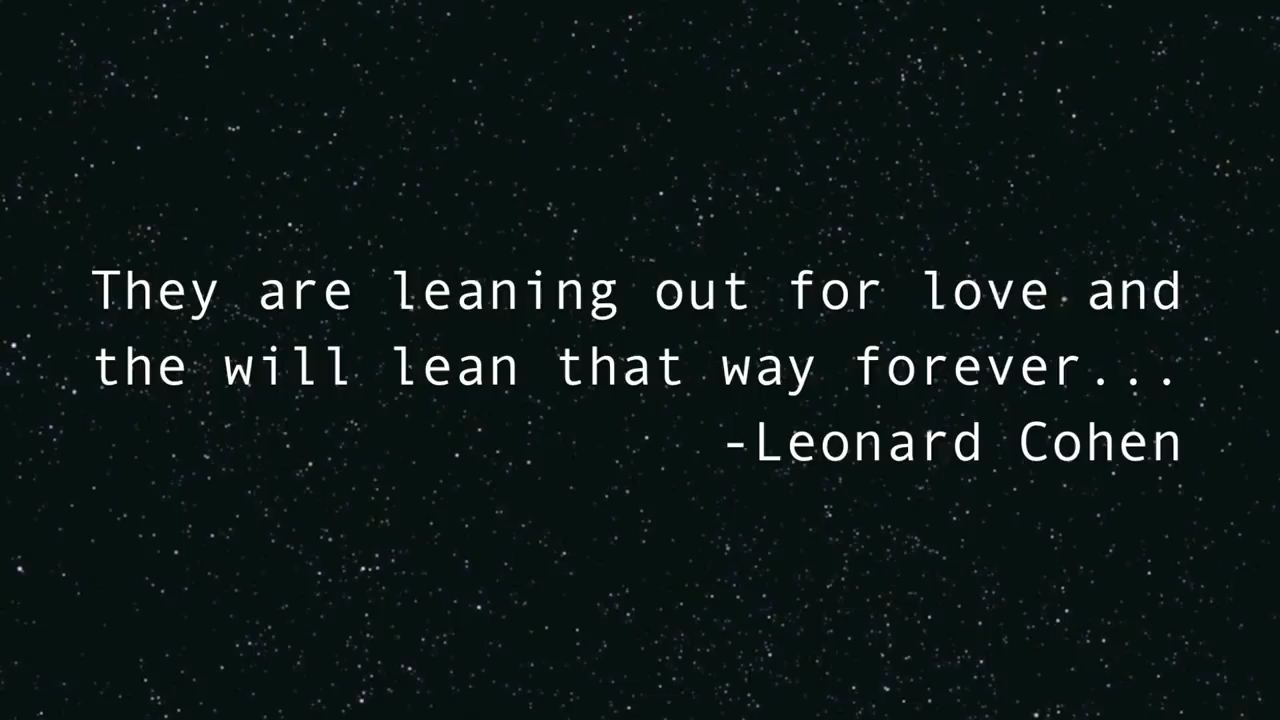 They are leaning out for love and
the will lean that way forever...
-Leonard Cohen